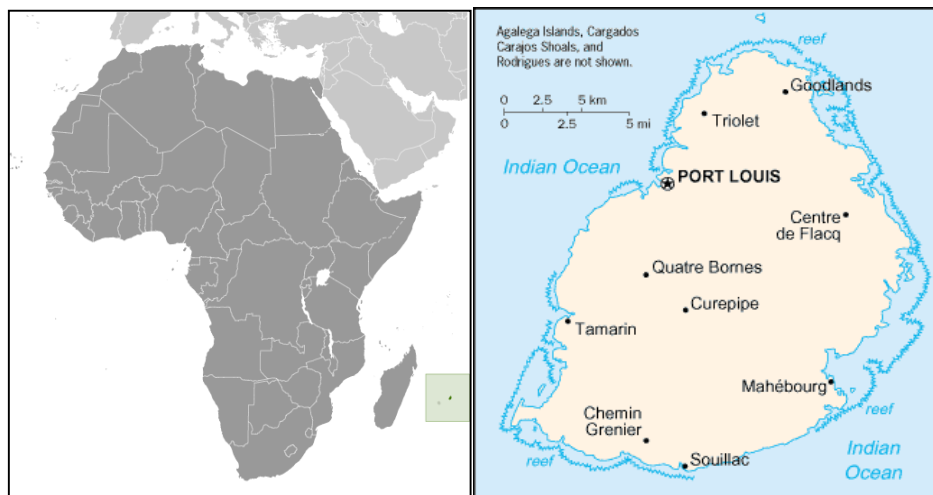 Agalega Islands, Cargados
Carajos Shoals, and
Rodrigues are not shown.
reef
0 2.5 5 km
0 2.5 5 mi
Goodlands
Triolet
Indian Ocean
PORT LOUIS
Centre
de Flacq
Quatre Bornes
Curepipe
Tamarin
Mahébourg
reef
Chemin
Grenier
Indian
Ocean
Souillac
reef